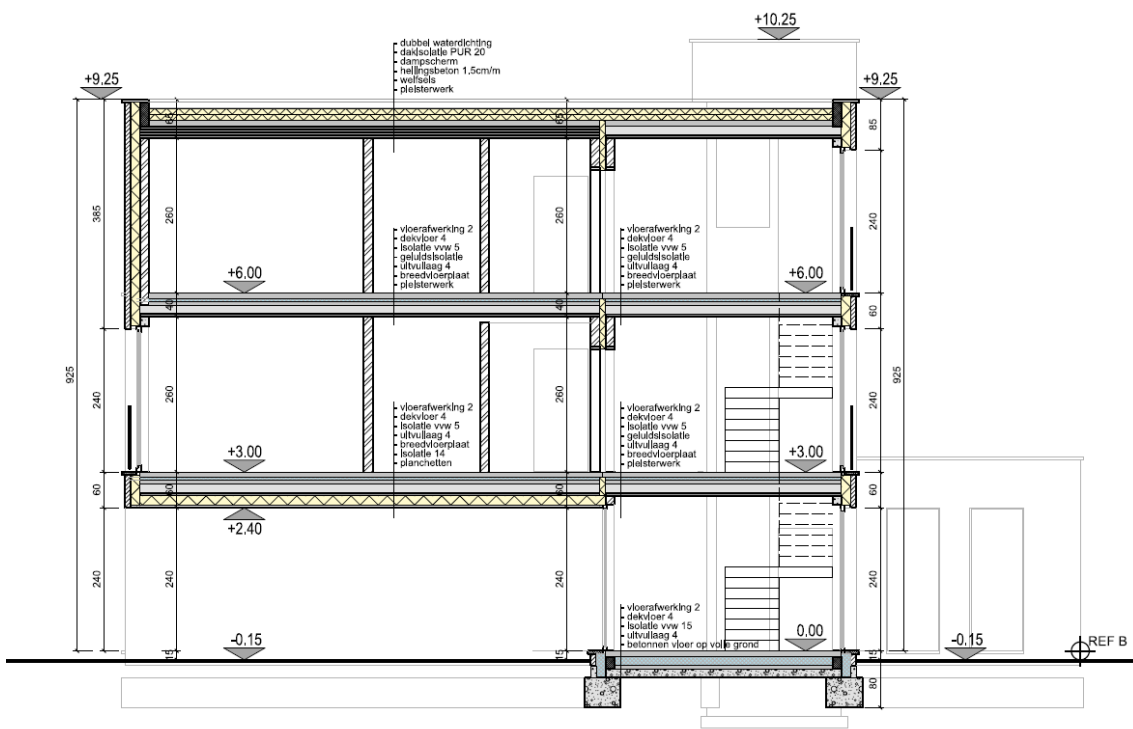 +10.25
dubbel waterdichting
dakisolatie PUR 20
dampscherm
hellingsbeton 1,5cm/m
welfsels
pleisterwerk
+9.25
+9.25
65
65
85
385
260
260
240
vloerafwerking 2
dekvloer 4
isolatie vvw 5
geluidsisolatie
uitvullaag 4
breedvloerplaat
pleisterwerk
vloerafwerking 2
dekvloer 4
isolatie vvw 5
geluidsisolatie
uitvullaag 4
breedvloerplaat
pleisterwerk
+6.00
+6.00
40
40
60
925
925
240
260
260
240
vloerafwerking 2
dekvloer 4
isolatie vvw 5
uitvullaag 4
breedvloerplaat
isolatie 14
planchetten
vloerafwerking 2
dekvloer 4
isolatie vvw 5
geluidsisolatie
uitvullaag 4
breedvloerplaat
pleisterwerk
+3.00
+3.00
60
60
60
60
+2.40
240
240
240
240
vloerafwerking 2
dekvloer 4
isolatie vvw 15
uitvullaag 4
betonnen vloer op volle grond
-0.15
0.00
-0.15
REF B
15
15
15
80